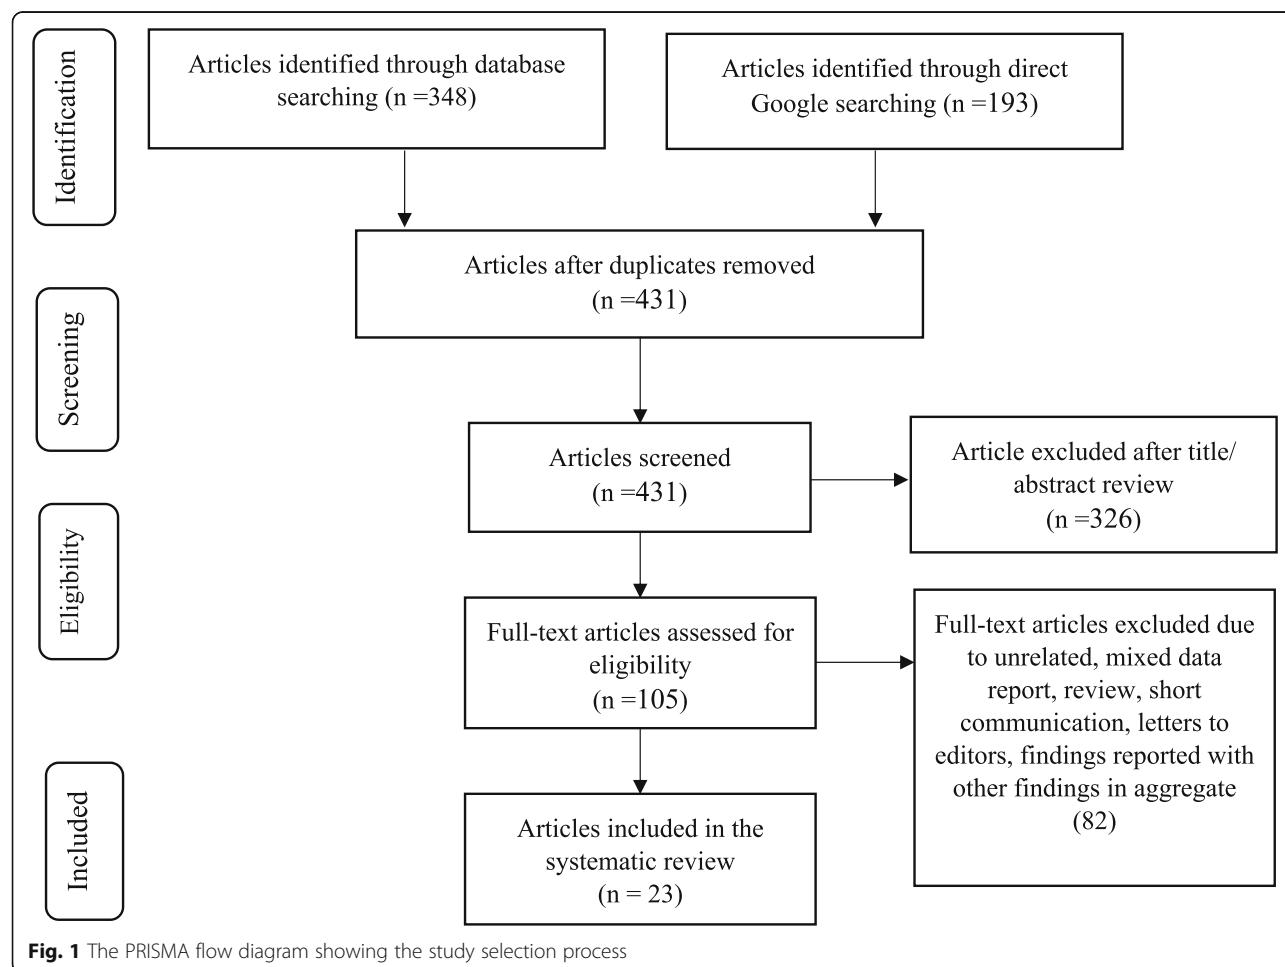 Identification
Articles identified through database
searching (n =348)
Articles identified through direct
Google searching (n =193)
Articles after duplicates removed
(n =431)
Screening
Articles screened
(n =431)
Article excluded after title/
abstract review
(n =326)
Eligibility
Full-text articles assessed for
eligibility
(n =105)
Full-text articles excluded due
to unrelated, mixed data
report, review, short
communication, letters to
editors, findings reported with
other findings in aggregate
(82)
Included
Articles included in the
systematic review
(n = 23)
Fig. 1 The PRISMA flow diagram showing the study selection process